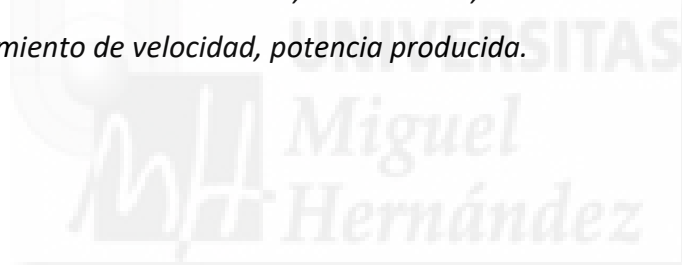 miento de velocidad, potencia producida.
UNIVERSITAS
Miguel
Hernández